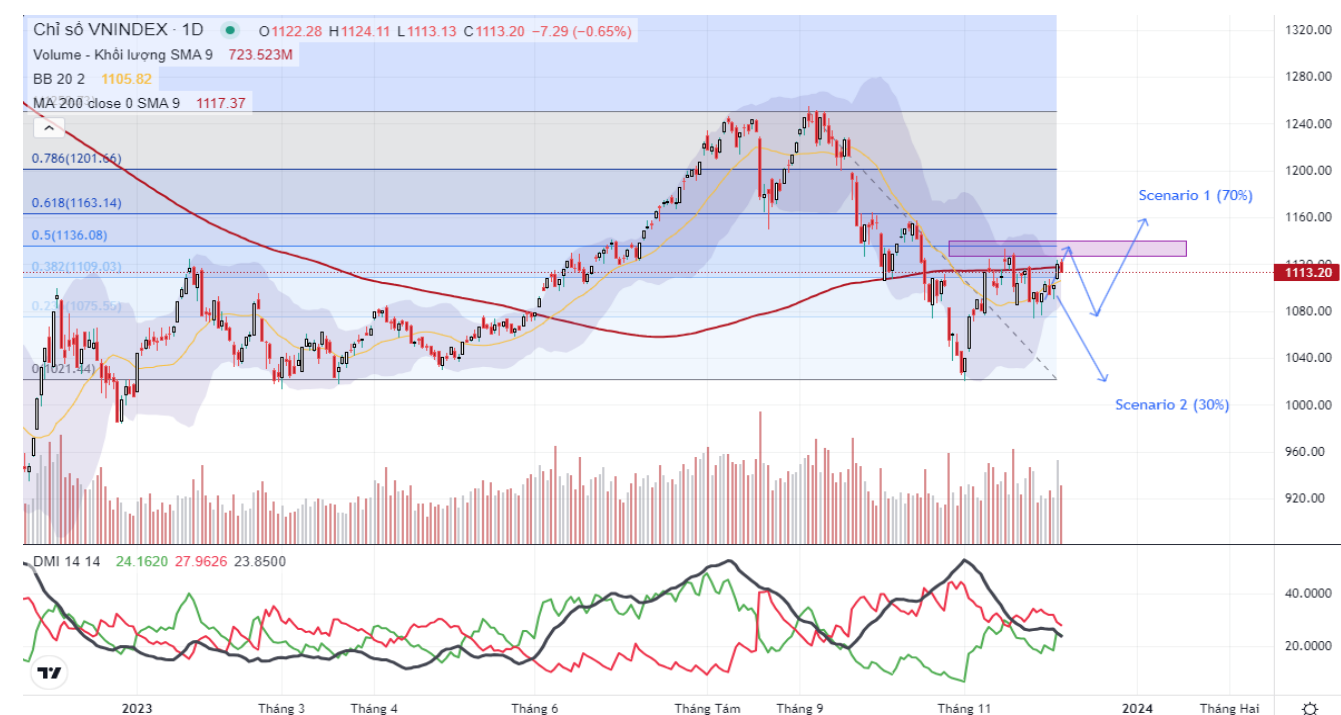 Chỉ số VNINDEX · 1D O1122.28 H1124.11 L1113.13 C1113.20 −7.29 (−0.65%)
Volume - Khối lượng SMA 9 723.523M
BB 20 2 1105.82
MA 200 close 0 SMA 9 1117.37
0.786(1201.66)
0.618(1163.14)
0.5(1136.08)
0.382(1109.03)
0(1021.44)
Scenario 1 (70%)
Scenario 2 (30%)
1320.00
1280.00
1240.00
1200.00
1160.00
1120.00
1113.20
1080.00
1040.00
1000.00
960.00
920.00
DMI 14 14 24.1620 27.9626 23.8500
40.0000
20.0000
2023 Tháng 3 Tháng 4 Tháng 6 Tháng Tám Tháng 9 Tháng 11 2024 Tháng Hai